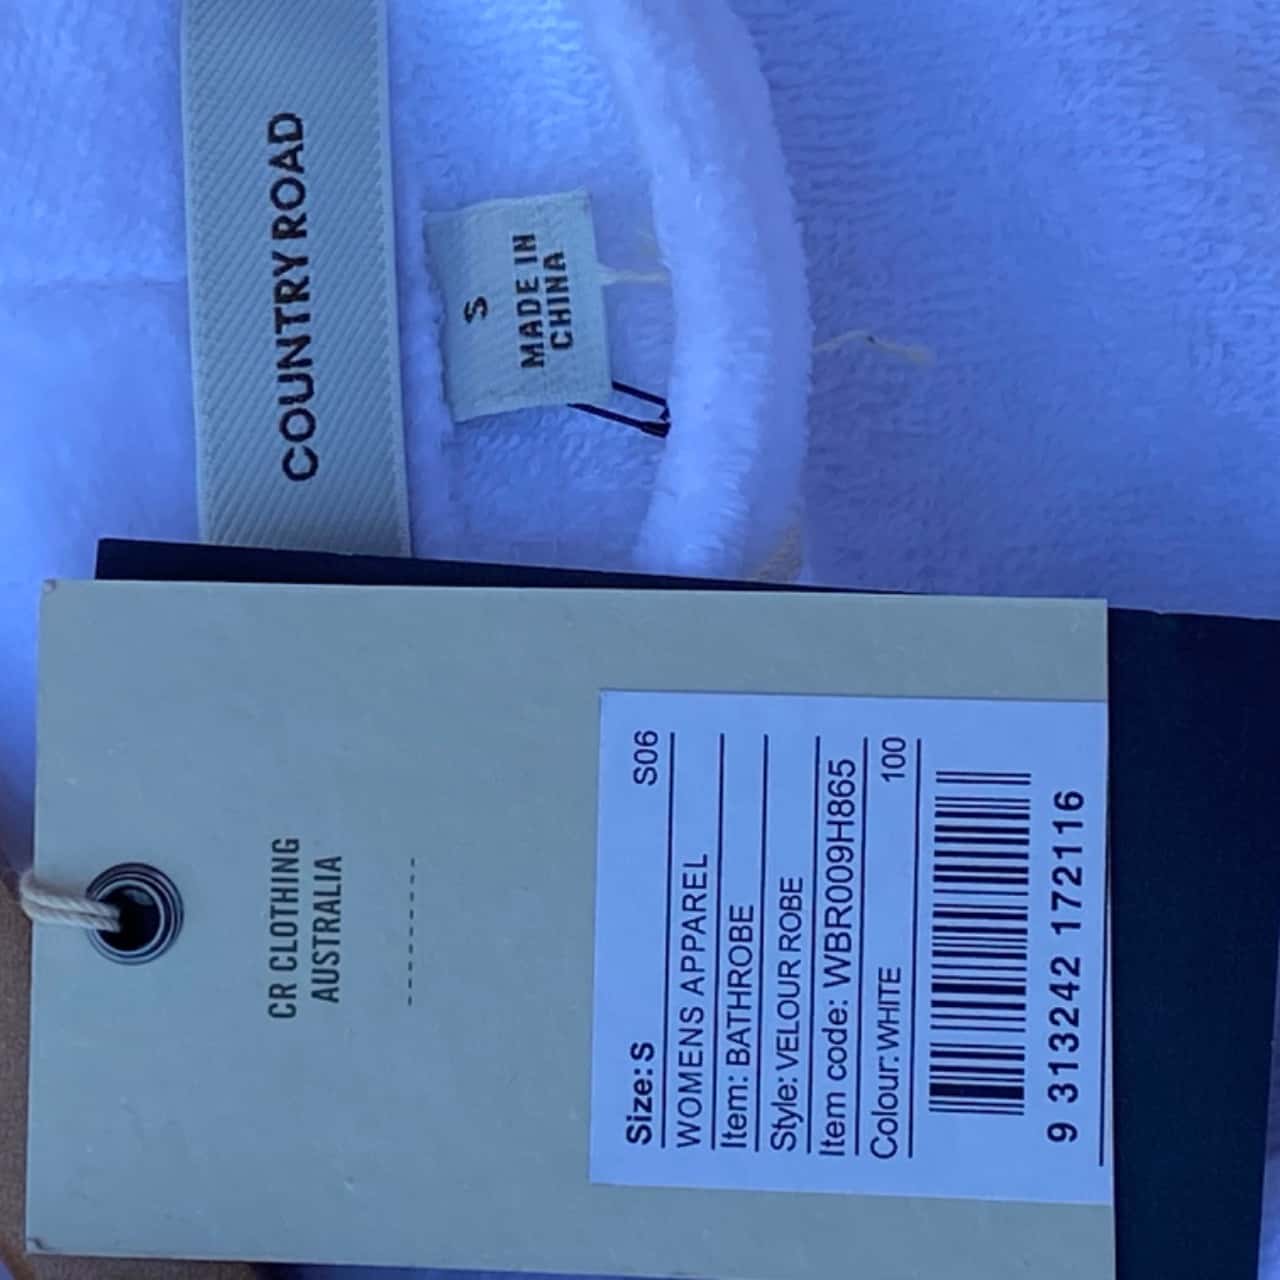 COUNTRY ROAD
S
MADE IN
CHINA
CR CLOTHING
AUSTRALIA
--------
Size: S S06
WOMENS APPAREL
Item: BATHROBE
Style: VELOUR ROBE
Item code: WBR009H865
Colour: WHITE 100
9 313242 172116